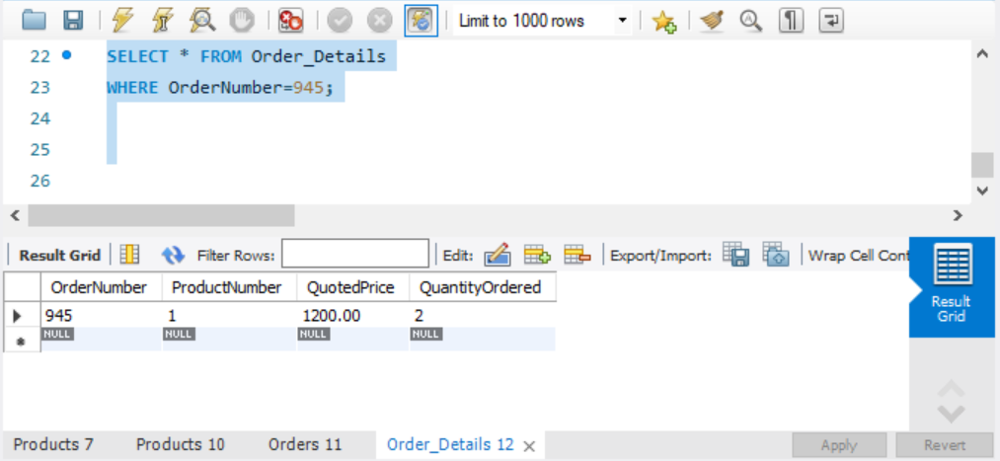 Limit to 1000 rows
22 SELECT * FROM Order_Details
23 WHERE OrderNumber=945;
24
25
26
Result Grid Filter Rows: Edit: Export/Import: Wrap Cell Cont
Result
Grid
OrderNumber ProductNumber QuotedPrice QuantityOrdered
945 1 1200.00 2
NULL NULL NULL NULL
Products 7 Products 10 Orders 11 Order_Details 12 Apply Revert